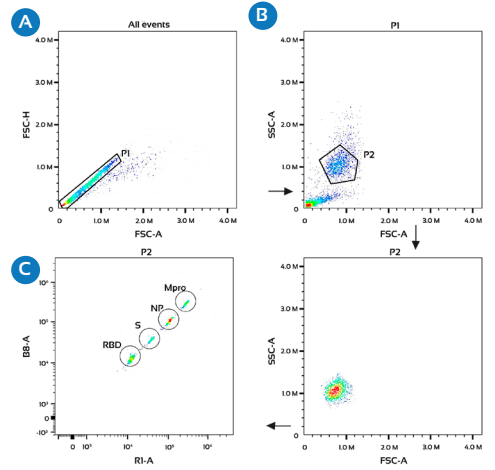 A
All events
4.0 M
3.0 M
2.0 M
1.0 M
0
FSC-H
P1
0
1.0 M
2.0 M
3.0 M
4.0 M
FSC-A
B
P1
4.0 M
3.0 M
2.0 M
1.0 M
0
SSC-A
P2
0
1.0 M
2.0 M
3.0 M
4.0 M
FSC-A
C
P2
B8-A
Mpro
NP
S
RBD
0
R1-A
P2
4.0 M
3.0 M
2.0 M
1.0 M
0
SSC-A
0
1.0 M
2.0 M
3.0 M
4.0 M
FSC-A